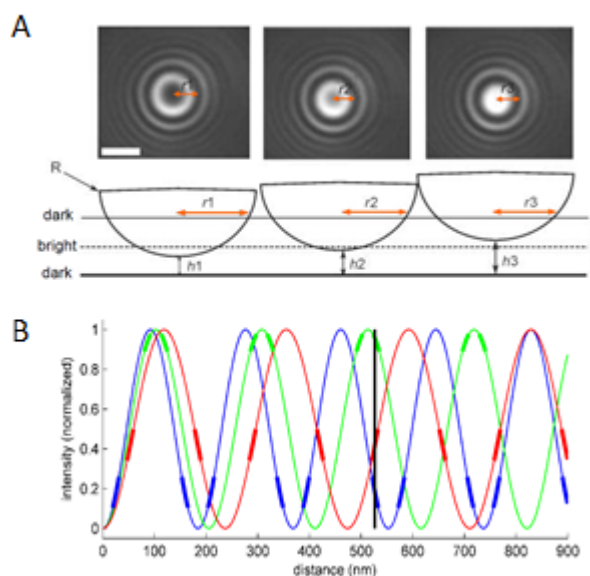 A
r2
r3
R
dark
r1
r2
r3
bright
h1
h2
h3
dark
B
intensity (normalized)
1
0.8
0.6
0.4
0.2
0
0 100 200 300 400 500 600 700 800 900
distance (nm)